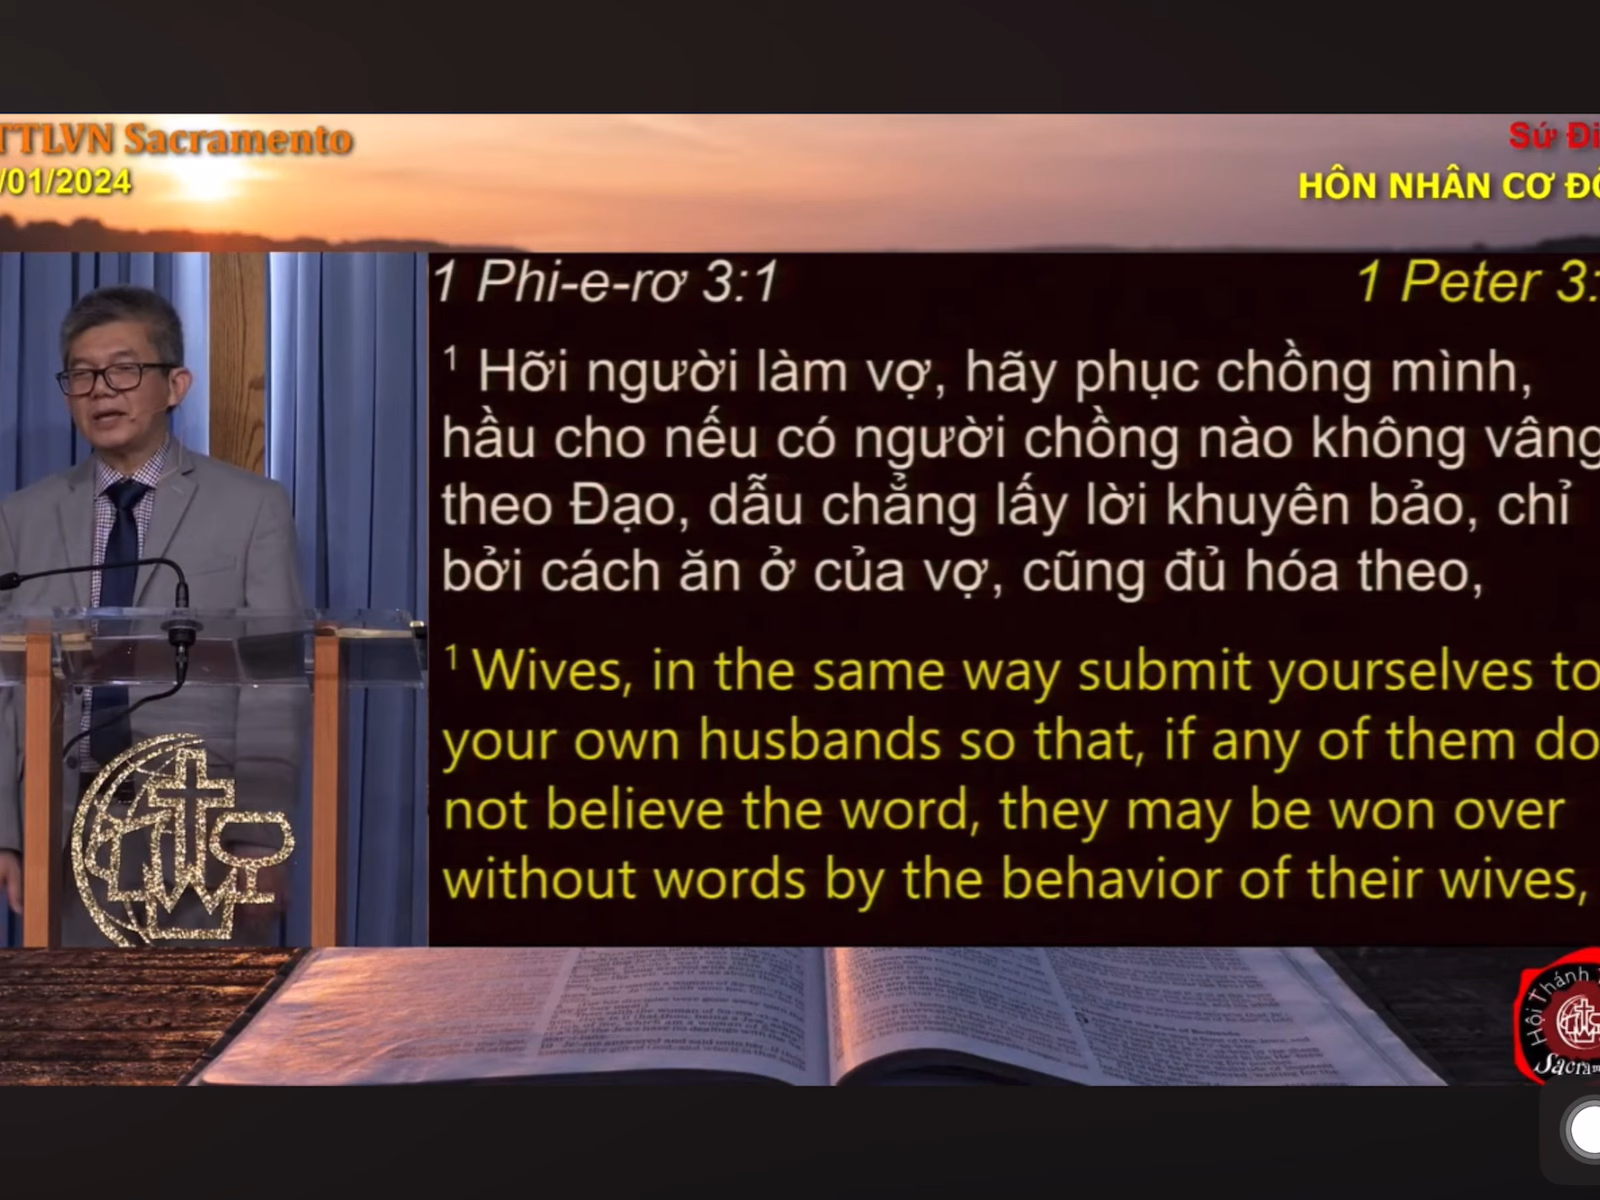 TTLVN Sacramento
/01/2024
Sứ Đi
HÔN NHÂN CƠ ĐỐ
1 Phi-e-rơ 3:1
1 Peter 3:
1 Hỡi người làm vợ, hãy phục chồng mình,
hầu cho nếu có người chồng nào không vâng
theo Đạo, dẫu chẳng lấy lời khuyên bảo, chỉ
bởi cách ăn ở của vợ, cũng đủ hóa theo,
1 Wives, in the same way submit yourselves to
your own husbands so that, if any of them do
not believe the word, they may be won over
without words by the behavior of their wives,
Hội Thánh